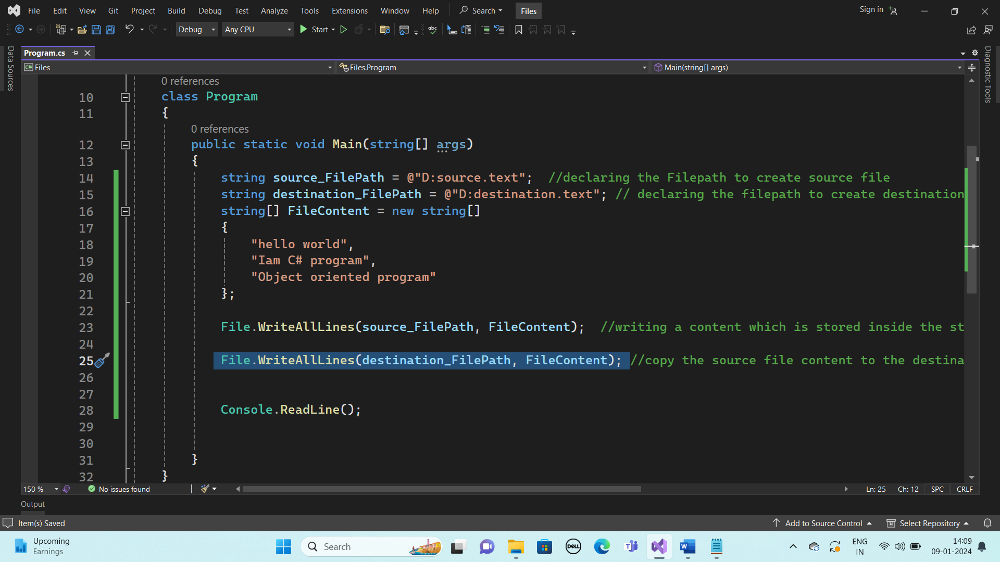 File Edit View Git Project Build Debug Test Analyze Tools Extensions Window Help Search Files Sign in
Debug Any CPU Start abc
Data Sources
Program.cs
Diagnostic Tools
C# Files Files.Program Main(string[] args)
0 references
10 class Program
11 {
0 references
12 public static void Main(string[] args)
13 {
14 string source_FilePath = @"D:source.text"; //declaring the Filepath to create source file
15 string destination_FilePath = @"D:destination.text"; // declaring the filepath to create destination
16 string[] FileContent = new string[]
17 {
18 "hello world",
19 "Iam C# program",
20 "Object oriented program"
21 };
22
23 File.WriteAllLines(source_FilePath, FileContent); //writing a content which is stored inside the st
24
25 File.WriteAllLines(destination_FilePath, FileContent); //copy the source file content to the destina
26
27
28 Console.ReadLine();
29
30
31 }
32 }
150 % No issues found Ln: 25 Ch: 12 SPC CRLF
Output
Item(s) Saved Add to Source Control Select Repository
Upcoming
Earnings
Search
DELL
T
W
ENG
IN
14:09
09-01-2024